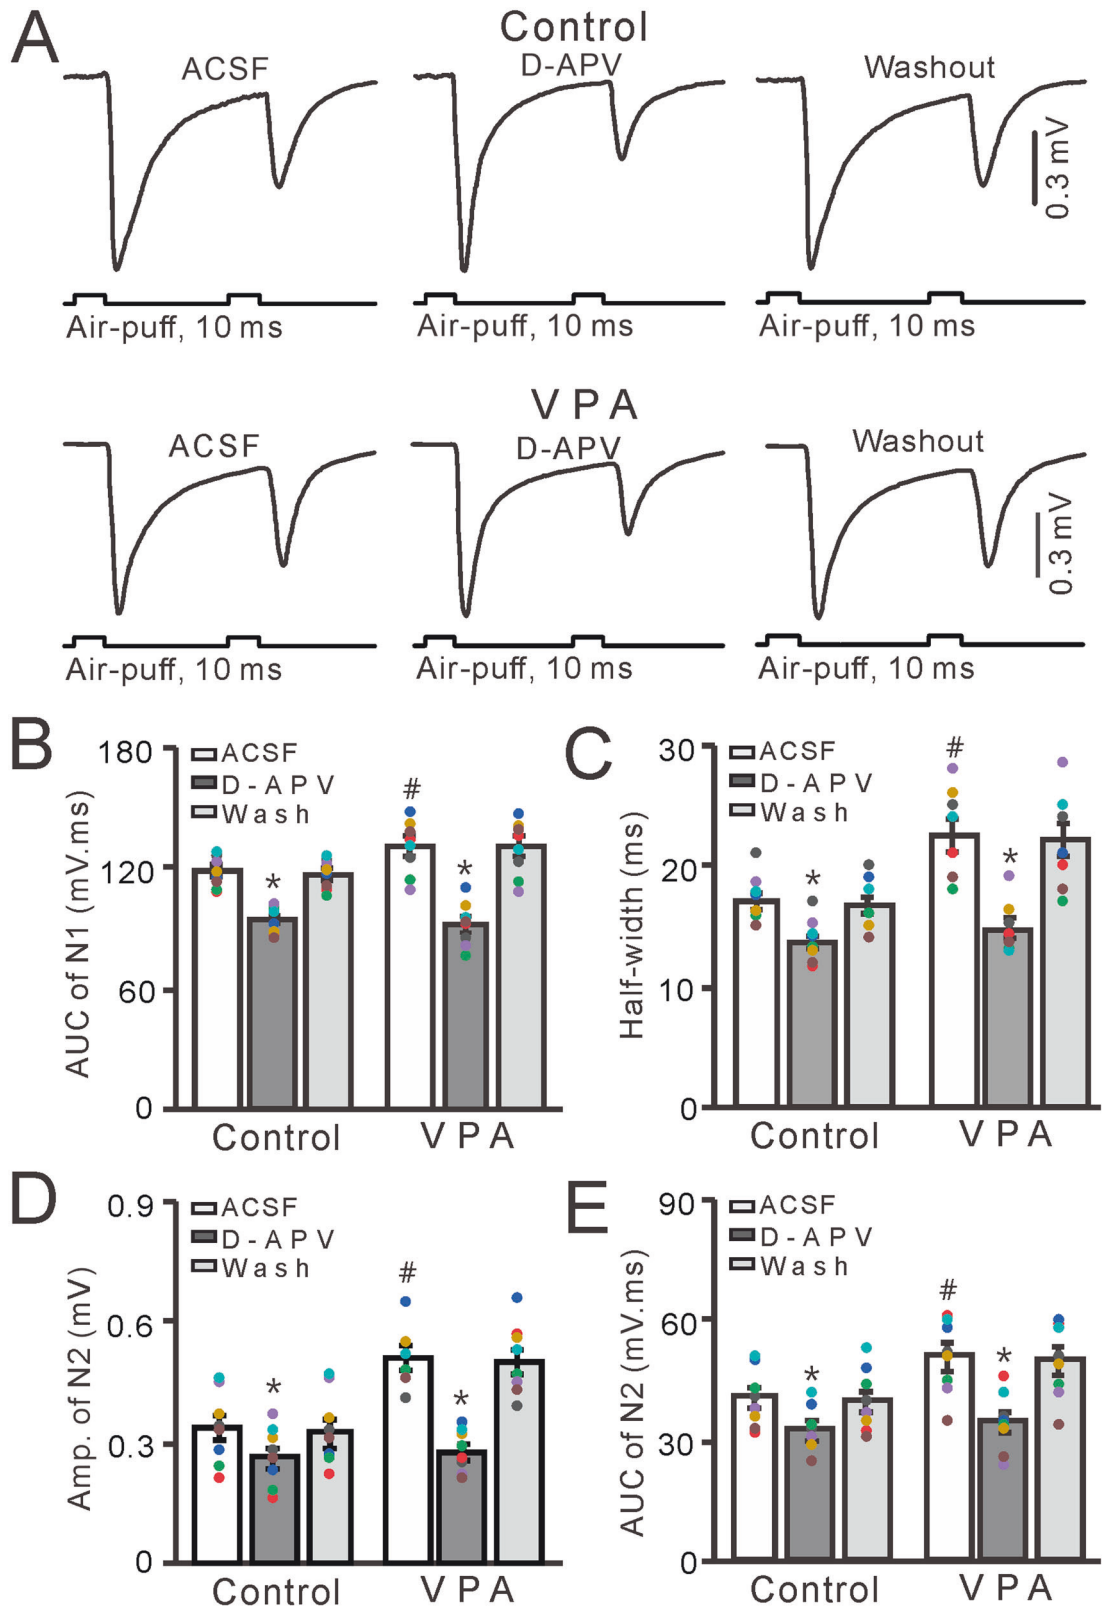 A
Control
ACSF
D-APV
Washout
0.3 mV
Air-puff, 10 ms
Air-puff, 10 ms
Air-puff, 10 ms
VPA
ACSF
D-APV
Washout
0.3 mV
Air-puff, 10 ms
Air-puff, 10 ms
Air-puff, 10 ms
B
180
120
60
0
AUC of N1 (mV.ms)
ACSF
D-APV
Wash
*
#
*
Control
VPA
C
30
20
10
0
Half-width (ms)
ACSF
D-APV
Wash
*
#
*
Control
VPA
D
0.9
0.6
0.3
0
Amp. of N2 (mV)
ACSF
D-APV
Wash
*
#
*
Control
VPA
E
90
60
30
0
AUC of N2 (mV.ms)
ACSF
D-APV
Wash
*
#
*
Control
VPA